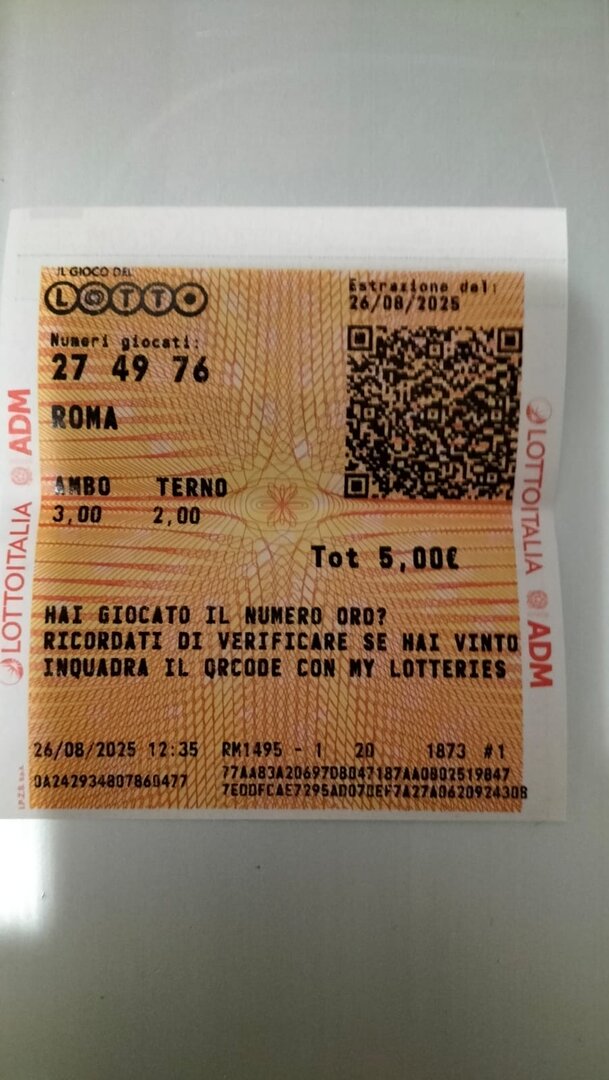 IL GIOCO DEL
LOTTO
Estrazione del:
26/08/2025
Numeri giocati:
27 49 76
ROMA
AMBO TERNO
3,00 2,00
Tot 5,00€
HAI GIOCATO IL NUMERO ORO?
RICORDATI DI VERIFICARE SE HAI VINTO
INQUADRA IL QRCODE CON MY LOTTERIES
26/08/2025 12:35 RM1495 - 1 20 1873 #1
0A242934807860477
LOTTOITALIA ADM
LOTTOITALIA ADM
I.P.Z.S. S.p.A.